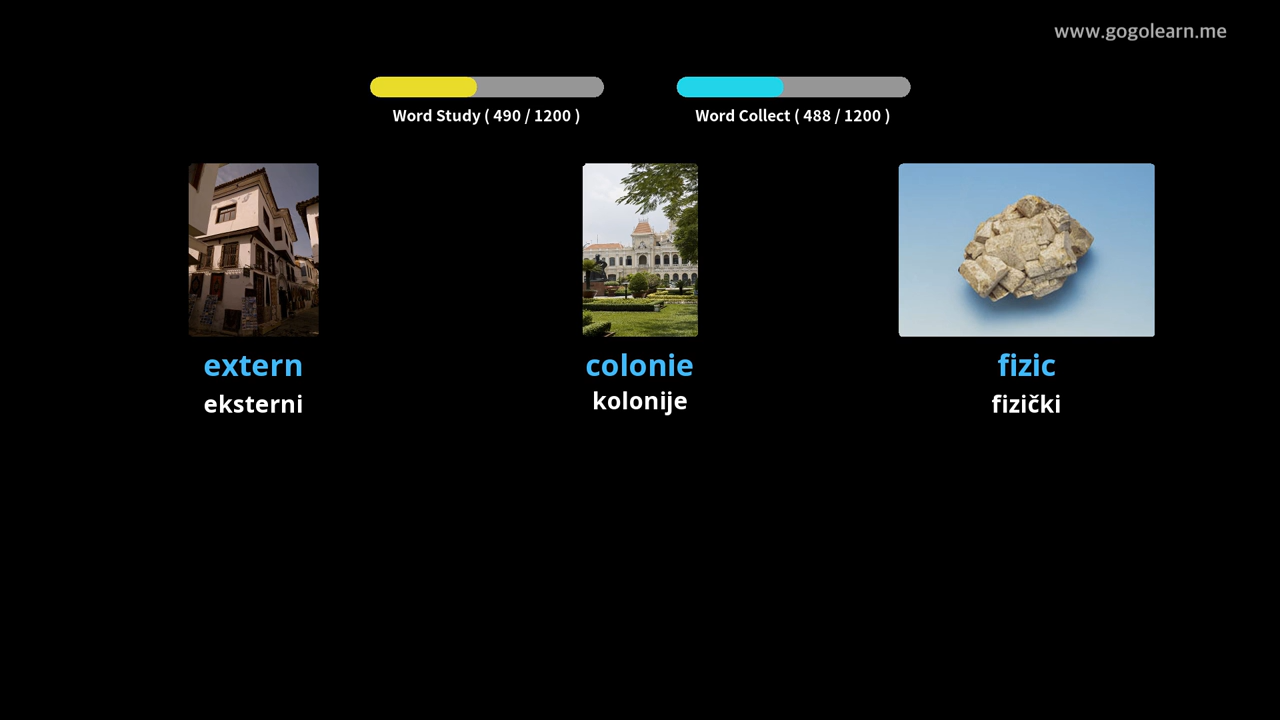 www.gogolearn.me
Word Study ( 490 / 1200 )
Word Collect ( 488 / 1200 )
extern
eksterni
colonie
kolonije
fizic
fizički